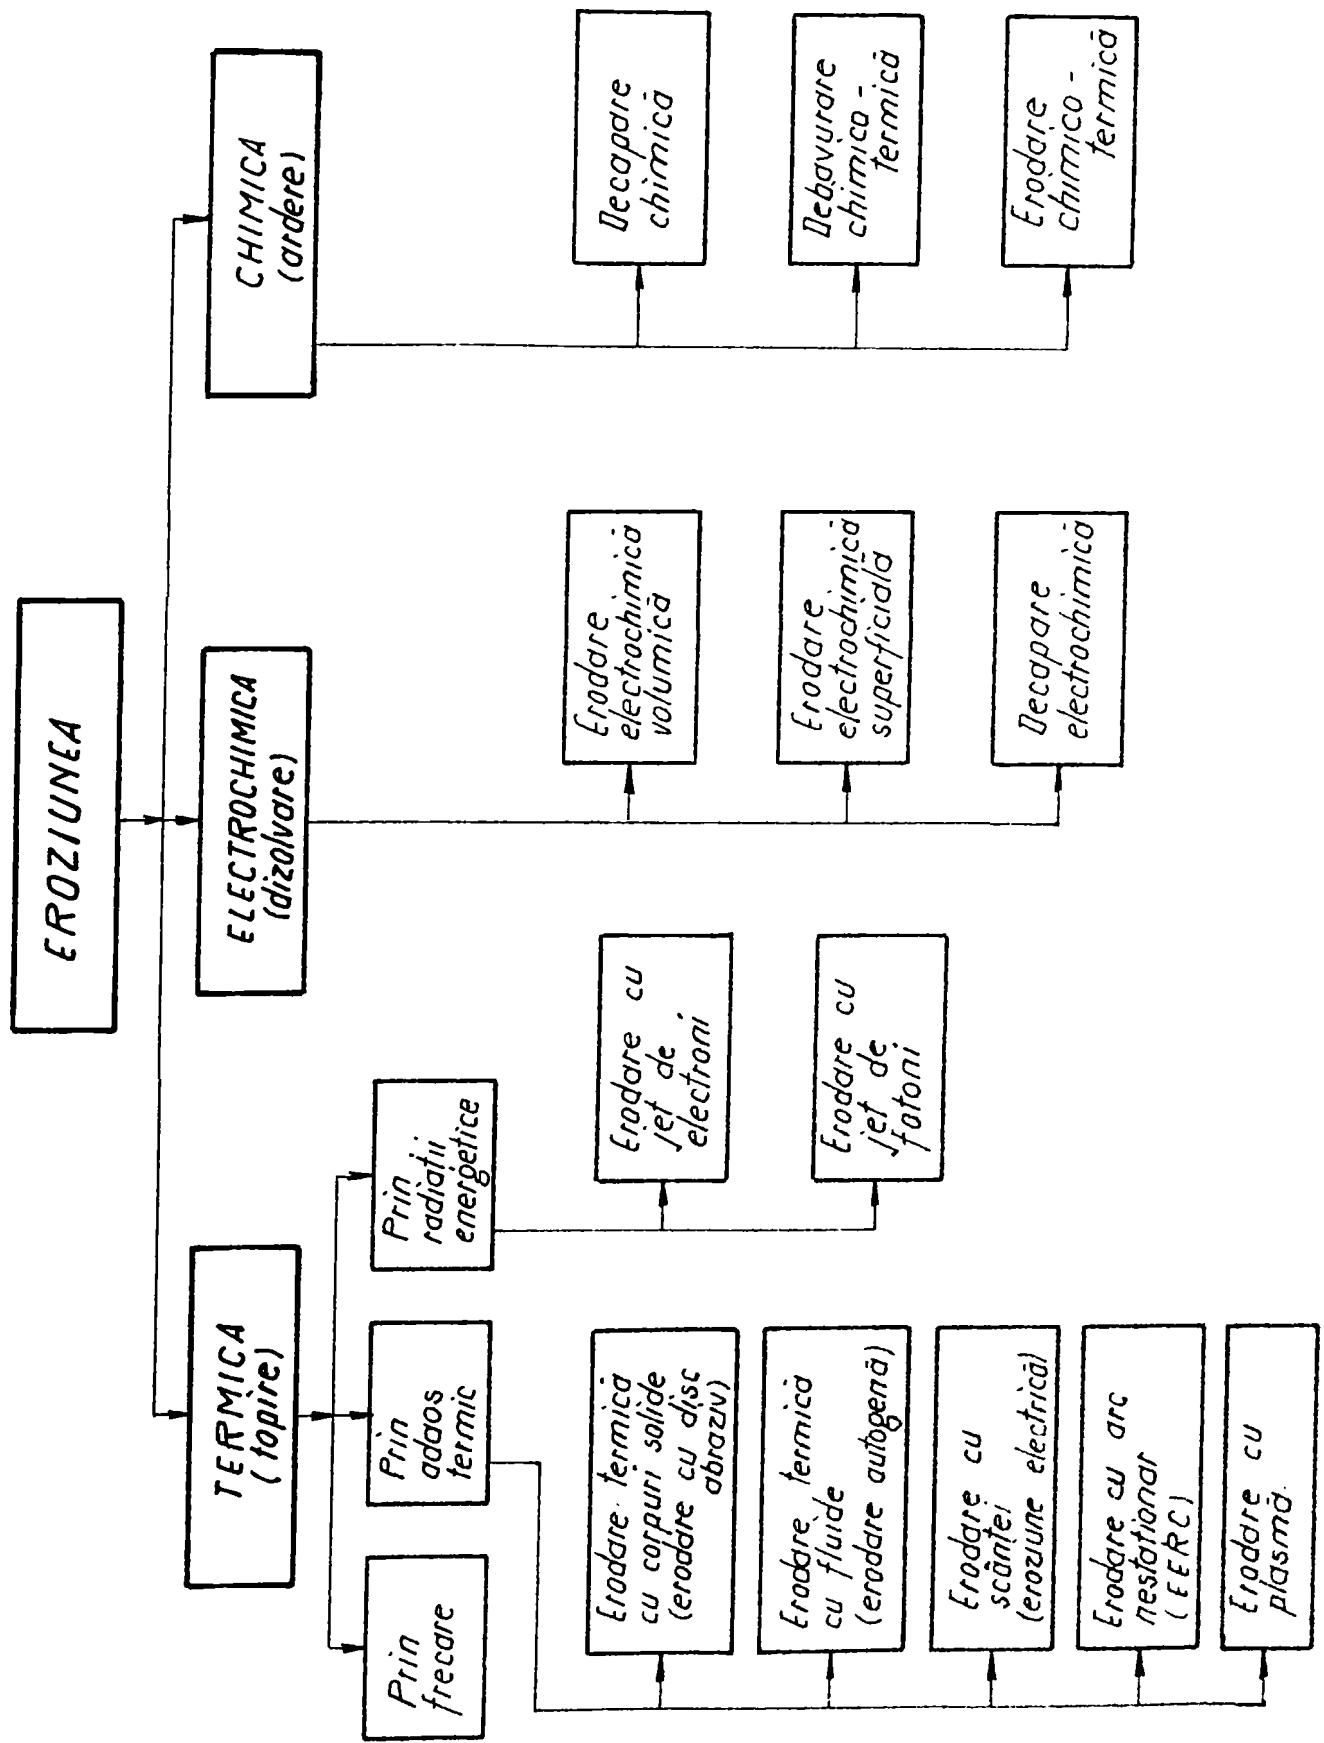 EROZIUNEA
TERMICA
(topire)
ELECTROCHIMICA
(dizolvare)
CHIMICA
(ardere)
Prin
frecare
Prin
adaos
termic
Prin
radiatii
energetice
Erodare termică
cu corpuri solide
(erodare cu disc
abraziv)
Erodare termică
cu fluide
(erodare autogenă)
Erodare cu
scântei
(eroziune electrică)
Erodare cu arc
nestationar
(EERC)
Erodare cu
plasmă
Erodare cu
jet de
electroni
Erodare cu
jet de
fotoni
Erodare
electrochimică
volumică
Erodare
electrochimică
superficială
Decapare
electrochimică
Decapare
chimică
Debavurare
chimico-
termică
Erodare
chimico-
termică